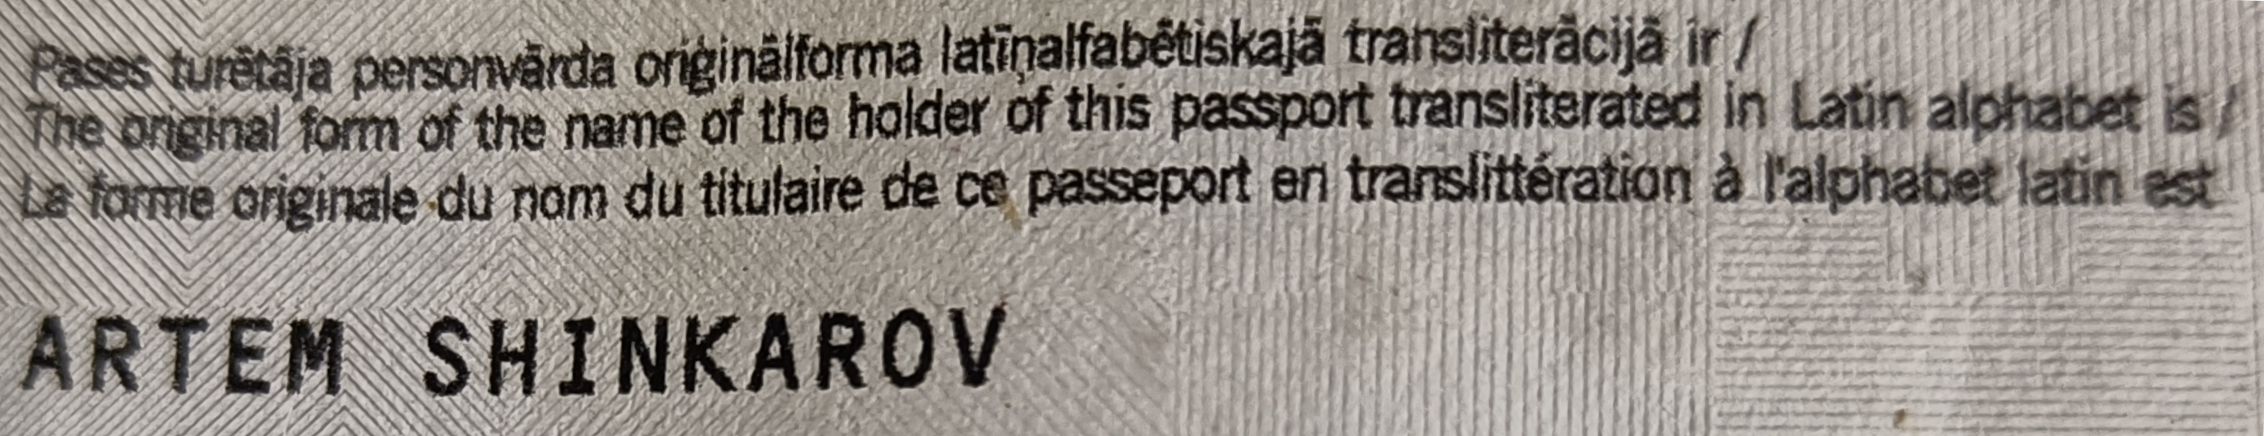 Pases turētāja personvārda oriģinālforma latīņalfabētiskajā transliterācijā ir /
The original form of the name of the holder of this passport transliterated in Latin alphabet is /
La forme originale du nom du titulaire de ce passeport en translittération à l'alphabet latin est
ARTEM SHINKAROV